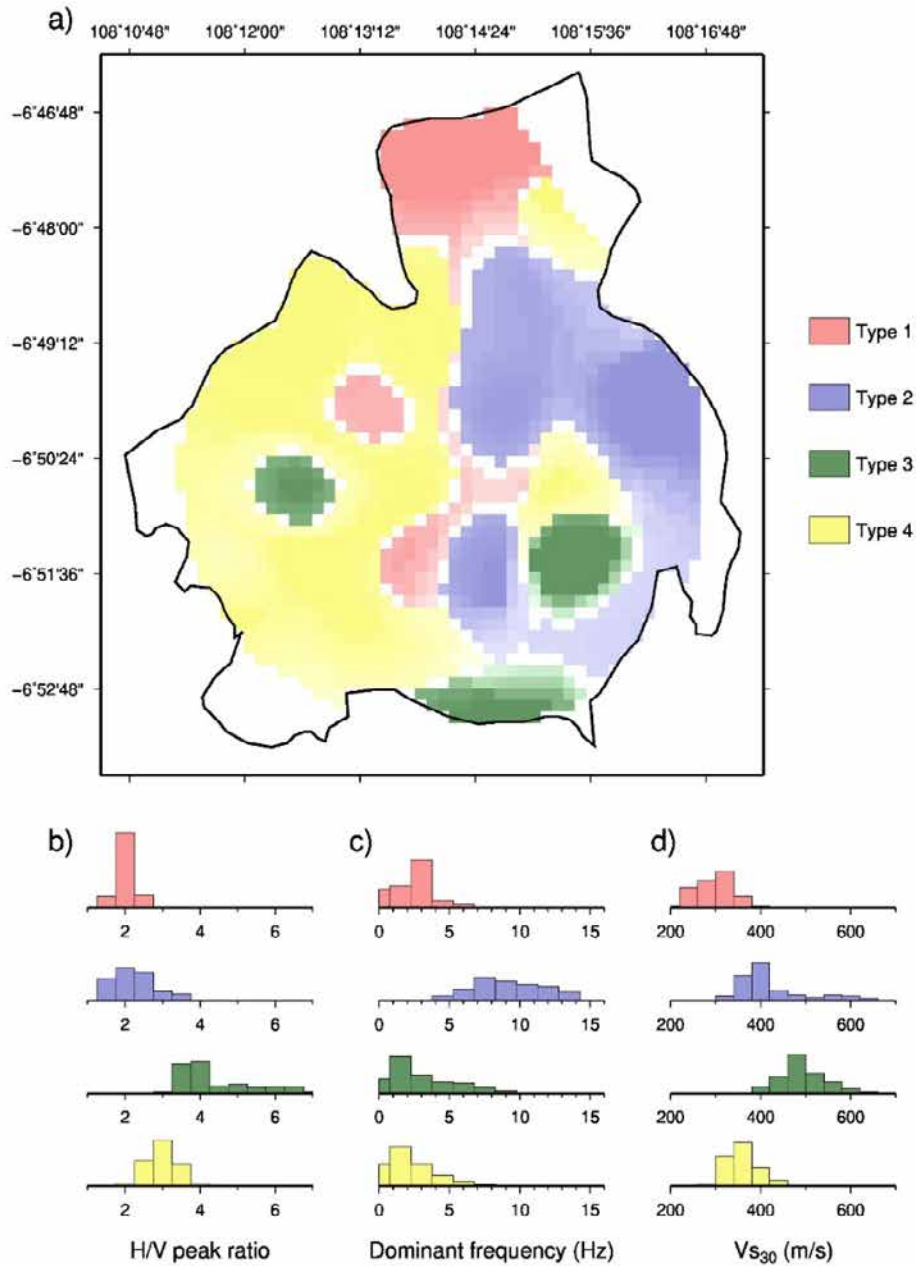 a)
108°10'48" 108°12'00" 108°13'12" 108°14'24" 108°15'36" 108°16'48"
−6°46'48"
−6°48'00"
−6°49'12"
−6°50'24"
−6°51'36"
−6°52'48"
Type 1
Type 2
Type 3
Type 4
b) c) d)
2 4 6 0 5 10 15 200 400 600
2 4 6 0 5 10 15 200 400 600
2 4 6 0 5 10 15 200 400 600
2 4 6 0 5 10 15 200 400 600
H/V peak ratio Dominant frequency (Hz) Vs30 (m/s)